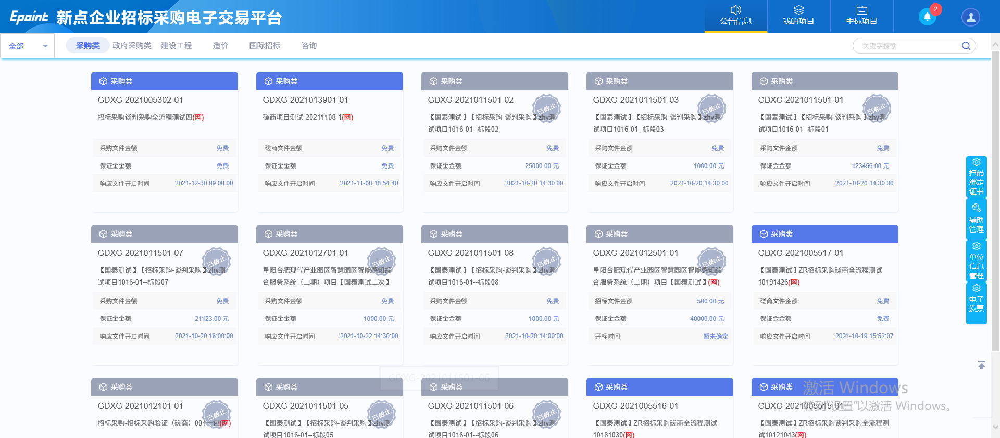 Epoint 新点企业招标采购电子交易平台
公告信息
我的项目
中标项目
2
全部
采购类
政府采购类
建设工程
造价
国际招标
咨询
关键字搜索
采购类
GDXG-2021005302-01
招标采购谈判采购全流程测试四(网)
采购文件金额 免费
保证金金额 免费
响应文件开启时间 2021-12-30 09:00:00
采购类
GDXG-2021013901-01
磋商项目测试-20211108-1(网)
磋商文件金额 免费
保证金金额 免费
响应文件开启时间 2021-11-08 18:54:40
采购类
GDXG-2021011501-02
已截止
【国泰测试】【招标采购-谈判采购】zhy测
试项目1016-01--标段02
采购文件金额 免费
保证金金额 25000.00 元
响应文件开启时间 2021-10-20 14:30:00
采购类
GDXG-2021011501-03
已截止
【国泰测试】【招标采购-谈判采购】zhy测
试项目1016-01--标段03
采购文件金额 免费
保证金金额 1000.00 元
响应文件开启时间 2021-10-20 14:30:00
采购类
GDXG-2021011501-01
已截止
【国泰测试】【招标采购-谈判采购】zhy测
试项目1016-01--标段01
采购文件金额 免费
保证金金额 123456.00 元
响应文件开启时间 2021-10-20 14:30:00
采购类
GDXG-2021011501-07
已截止
【国泰测试】【招标采购-谈判采购】zhy测
试项目1016-01--标段07
采购文件金额 免费
保证金金额 21123.00 元
响应文件开启时间 2021-10-20 16:00:00
采购类
GDXG-2021012701-01
已截止
阜阳合肥现代产业园区智慧园区智能感知综
合服务系统（二期）项目【国泰测试二次】
采购文件金额 免费
保证金金额 1000.00 元
响应文件开启时间 2021-10-22 14:30:00
采购类
GDXG-2021011501-08
已截止
【国泰测试】【招标采购-谈判采购】zhy测
试项目1016-01--标段08
采购文件金额 免费
保证金金额 1000.00 元
响应文件开启时间 2021-10-20 14:00:00
采购类
GDXG-2021012501-01
已截止
阜阳合肥现代产业园区智慧园区智能感知综
合服务系统（二期）项目【国泰测试】(网)
招标文件金额 500.00 元
保证金金额 40000.00 元
开标时间 暂未确定
采购类
GDXG-2021005517-01
【国泰测试】ZR招标采购磋商全流程测试
10191426(网)
磋商文件金额 免费
保证金金额 免费
响应文件开启时间 2021-10-19 15:52:07
GDXG-2021011501-06
采购类
GDXG-2021012101-01
已截止
招标采购-招标采购验证（磋商）004一包(网)
采购类
GDXG-2021011501-05
已截止
【国泰测试】【招标采购-谈判采购】zhy测
试项目1016-01--标段05
采购类
GDXG-2021011501-06
已截止
【国泰测试】【招标采购-谈判采购】zhy测
试项目1016-01--标段06
采购类
GDXG-2021005516-01
【国泰测试】ZR招标采购磋商全流程测试
10181030(网)
采购类
GDXG-2021005515-01
【国泰测试】ZR招标采购谈判采购全流程测
试10121043(网)
扫码
绑定
证书
辅助
管理
单位
信息
管理
电子
发票
激活 Windows
转到"设置"以激活 Windows。